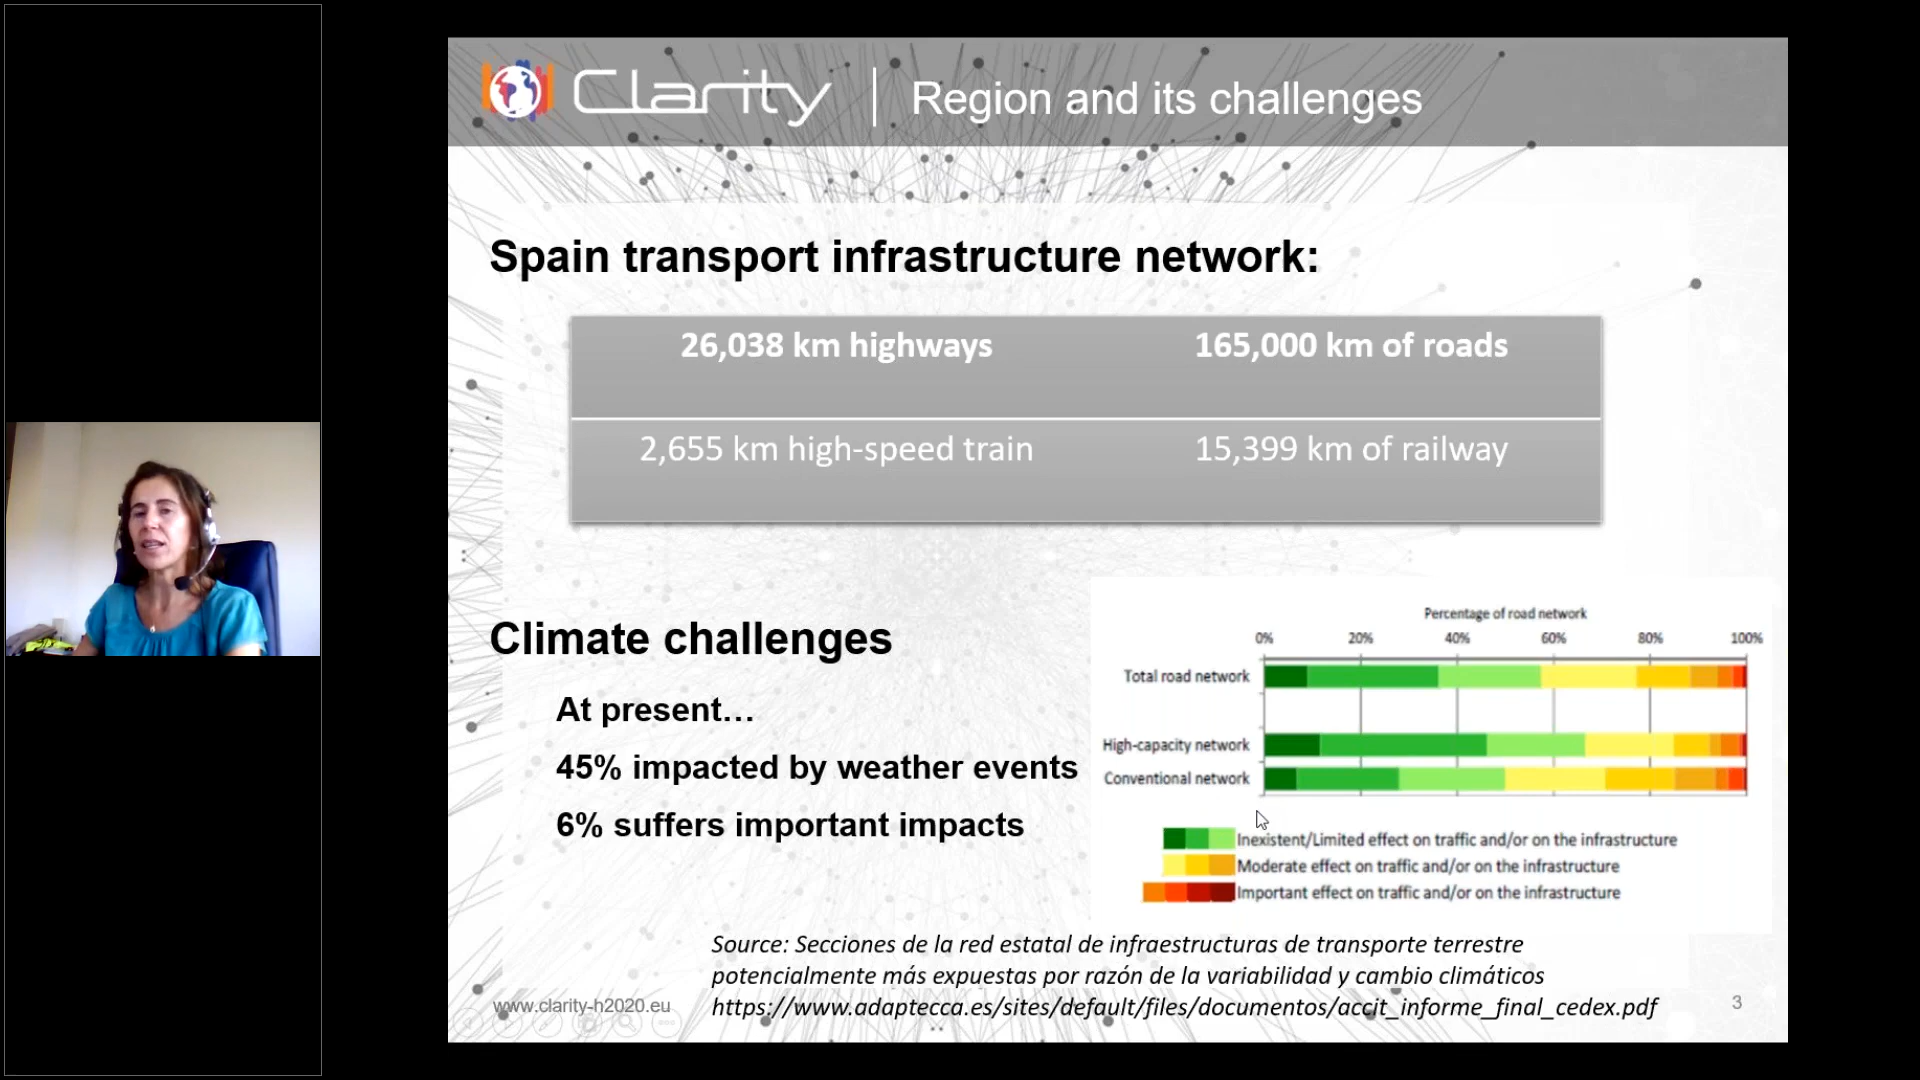 Clarity
Region and its challenges
Spain transport infrastructure network:
26,038 km highways
165,000 km of roads
2,655 km high-speed train
15,399 km of railway
Climate challenges
At present…
45% impacted by weather events
6% suffers important impacts
Percentage of road network
0% 20% 40% 60% 80% 100%
Total road network
High-capacity network
Conventional network
Inexistent/Limited effect on traffic and/or on the infrastructure
Moderate effect on traffic and/or on the infrastructure
Important effect on traffic and/or on the infrastructure
Source: Secciones de la red estatal de infraestructuras de transporte terrestre
potencialmente más expuestas por razón de la variabilidad y cambio climáticos
https://www.adaptecca.es/sites/default/files/documentos/accit_informe_final_cedex.pdf
www.clarity-h2020.eu
3